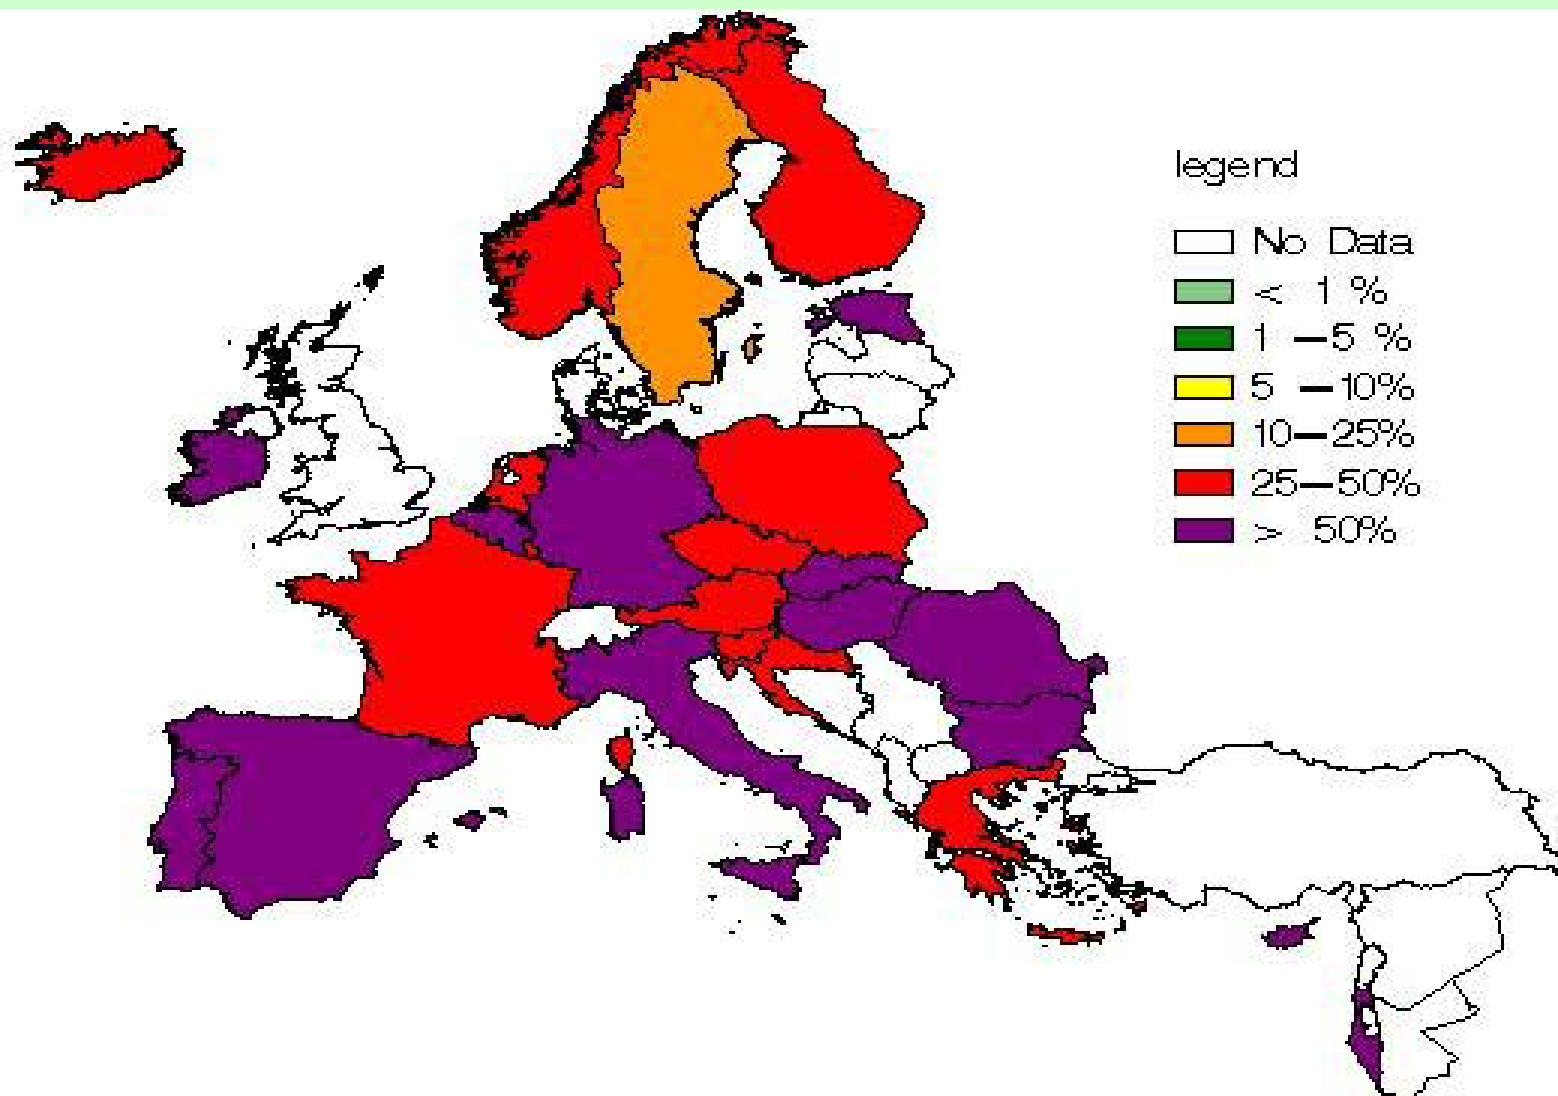 legend
No Data
< 1 %
1 –5 %
5 –10%
10–25%
25–50%
> 50%